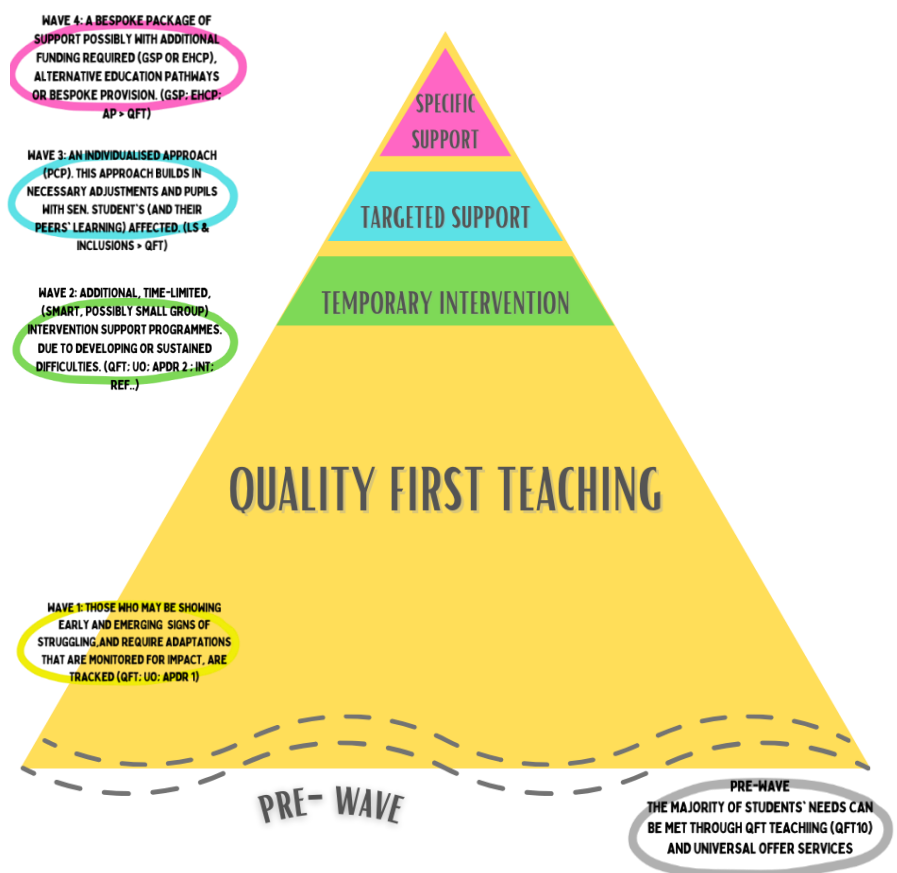 WAVE 4: A BESPOKE PACKAGE OF
SUPPORT POSSIBLY WITH ADDITIONAL
FUNDING REQUIRED (GSP OR EHCP),
ALTERNATIVE EDUCATION PATHWAYS
OR BESPOKE PROVISION. (GSP; EHCP;
AP > QFT)
SPECIFIC
SUPPORT
WAVE 3: AN INDIVIDUALISED APPROACH
(PCP). THIS APPROACH BUILDS IN
NECESSARY ADJUSTMENTS AND PUPILS
WITH SEN. STUDENT'S (AND THEIR
PEERS' LEARNING) AFFECTED. (LS &
INCLUSIONS > QFT)
TARGETED SUPPORT
WAVE 2: ADDITIONAL, TIME-LIMITED,
(SMART, POSSIBLY SMALL GROUP)
INTERVENTION SUPPORT PROGRAMMES.
DUE TO DEVELOPING OR SUSTAINED
DIFFICULTIES. (QFT; UO; APDR 2 ; INT;
REF..)
TEMPORARY INTERVENTION
QUALITY FIRST TEACHING
WAVE 1: THOSE WHO MAY BE SHOWING
EARLY AND EMERGING SIGNS OF
STRUGGLING,AND REQUIRE ADAPTATIONS
THAT ARE MONITORED FOR IMPACT, ARE
TRACKED (QFT; UO; APDR 1)
PRE- WAVE
PRE-WAVE
THE MAJORITY OF STUDENTS' NEEDS CAN
BE MET THROUGH QFT TEACHIING (QFT10)
AND UNIVERSAL OFFER SERVICES